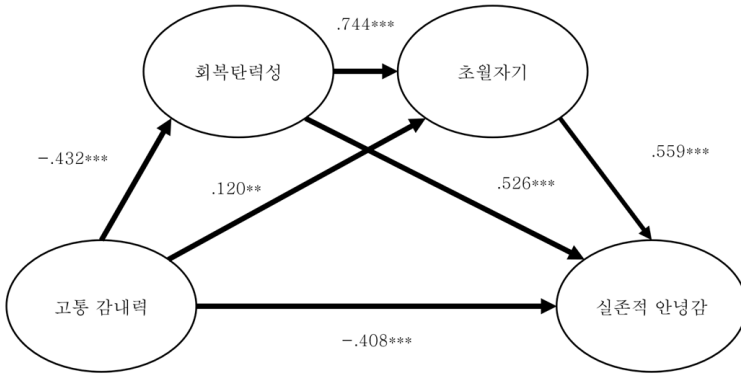 .744***
회복탄력성
초월자기
-.432***
.120**
.526***
.559***
고통 감내력
실존적 안녕감
-.408***